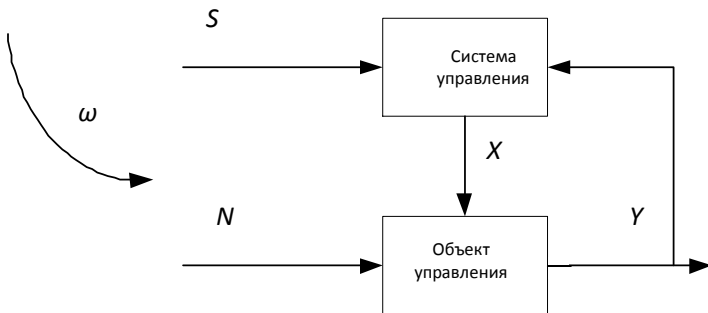 S
Система
управления
ω
X
N
Y
Объект
управления